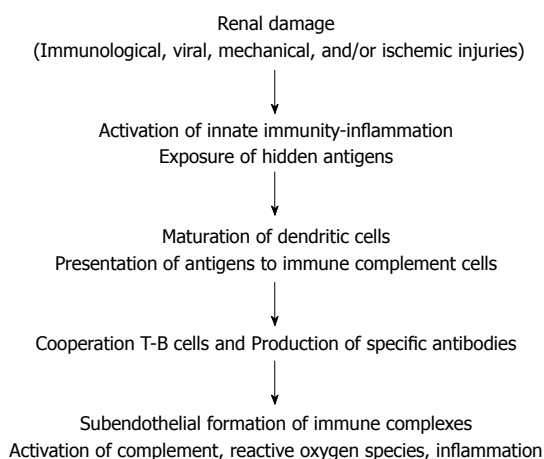 Renal damage
(Immunological, viral, mechanical, and/or ischemic injuries)
Activation of innate immunity-inflammation
Exposure of hidden antigens
Maturation of dendritic cells
Presentation of antigens to immune complement cells
Cooperation T-B cells and Production of specific antibodies
Subendothelial formation of immune complexes
Activation of complement, reactive oxygen species, inflammation